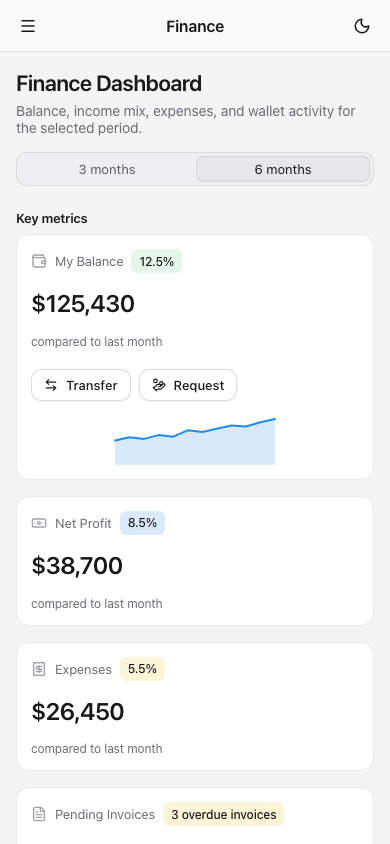 Finance
Finance Dashboard
Balance, income mix, expenses, and wallet activity for
the selected period.
3 months
6 months
Key metrics
My Balance
12.5%
$125,430
compared to last month
Transfer
Request
Net Profit
8.5%
$38,700
compared to last month
Expenses
5.5%
$26,450
compared to last month
Pending Invoices
3 overdue invoices